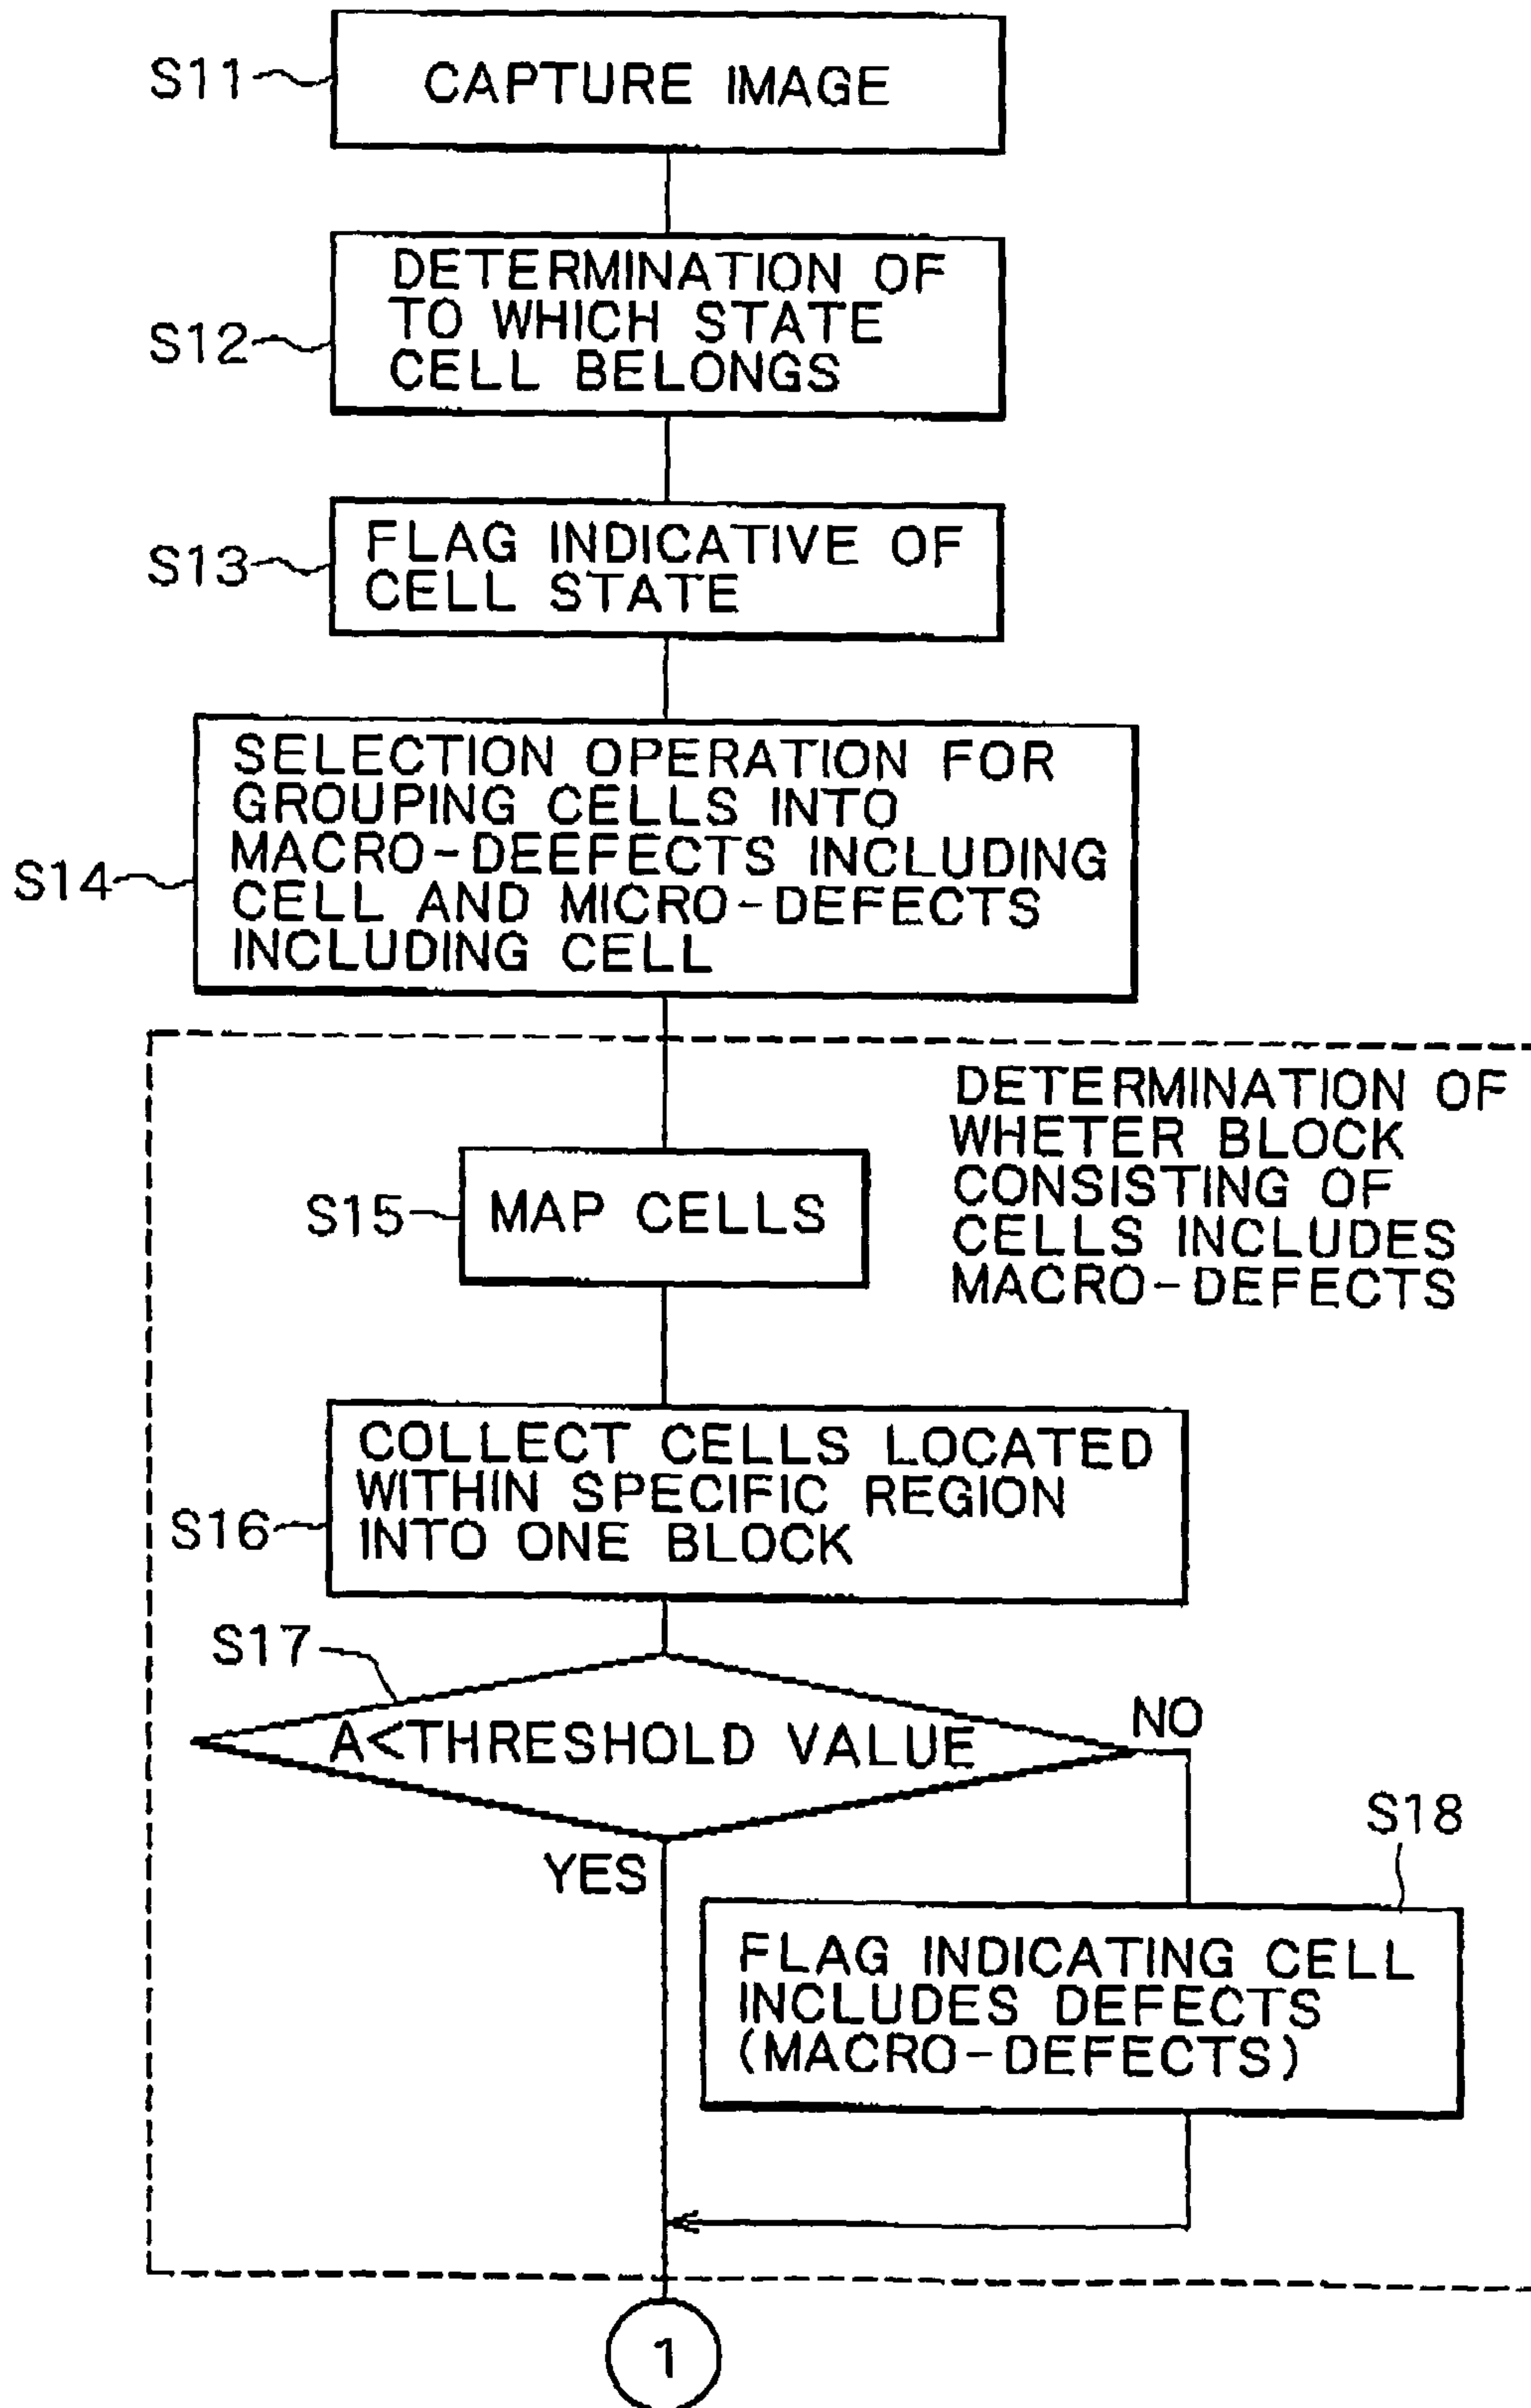 S11
CAPTURE IMAGE
S12
DETERMINATION OF
TO WHICH STATE
CELL BELONGS
S13
FLAG INDICATIVE OF
CELL STATE
S14
SELECTION OPERATION FOR
GROUPING CELLS INTO
MACRO-DEEFECTS INCLUDING
CELL AND MICRO-DEFECTS
INCLUDING CELL
DETERMINATION OF
WHETER BLOCK
CONSISTING OF
CELLS INCLUDES
MACRO-DEFECTS
S15
MAP CELLS
S16
COLLECT CELLS LOCATED
WITHIN SPECIFIC REGION
INTO ONE BLOCK
S17
A<THRESHOLD VALUE
NO
YES
S18
FLAG INDICATING CELL
INCLUDES DEFECTS
(MACRO-DEFECTS)
1